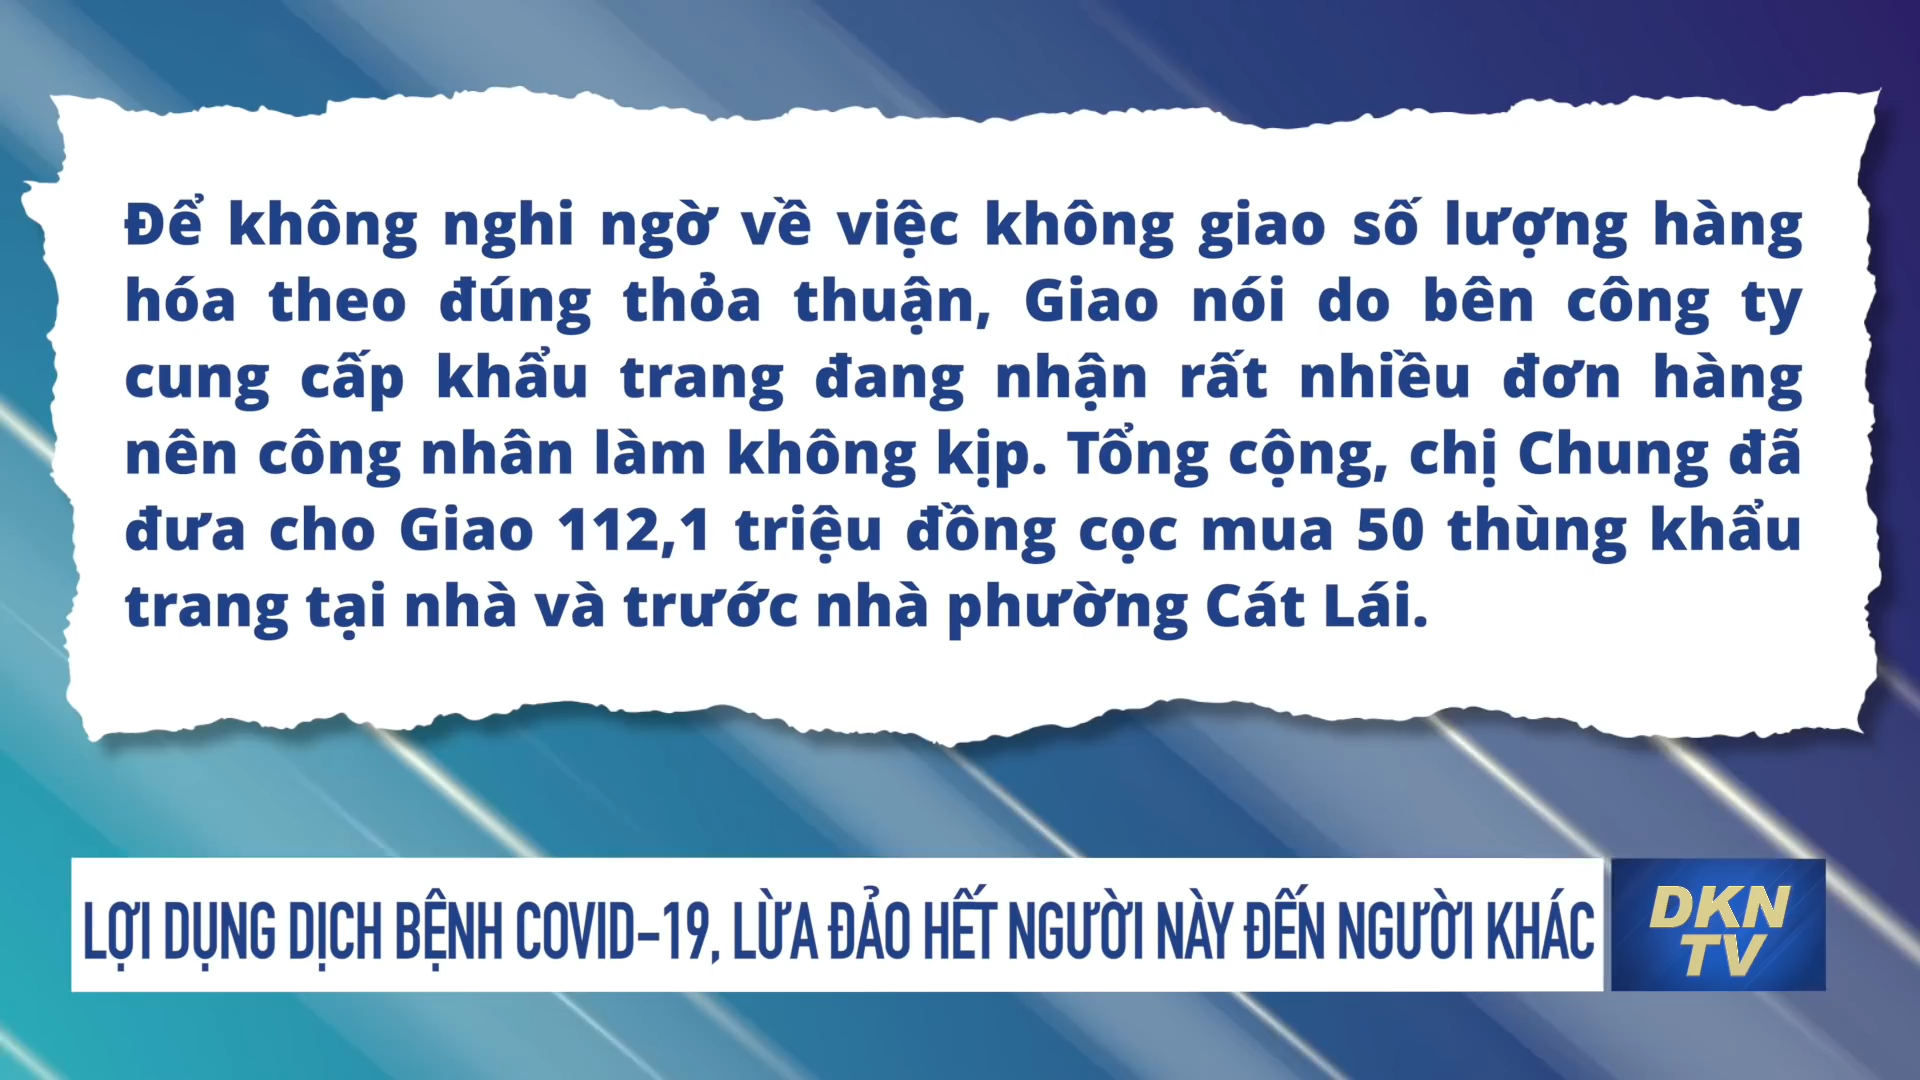 Để không nghi ngờ về việc không giao số lượng hàng
hóa theo đúng thỏa thuận, Giao nói do bên công ty
cung cấp khẩu trang đang nhận rất nhiều đơn hàng
nên công nhân làm không kịp. Tổng cộng, chị Chung đã
đưa cho Giao 112,1 triệu đồng cọc mua 50 thùng khẩu
trang tại nhà và trước nhà phường Cát Lái.
LỢI DỤNG DỊCH BỆNH COVID-19, LỪA ĐẢO HẾT NGƯỜI NÀY ĐẾN NGƯỜI KHÁC
DKN
TV